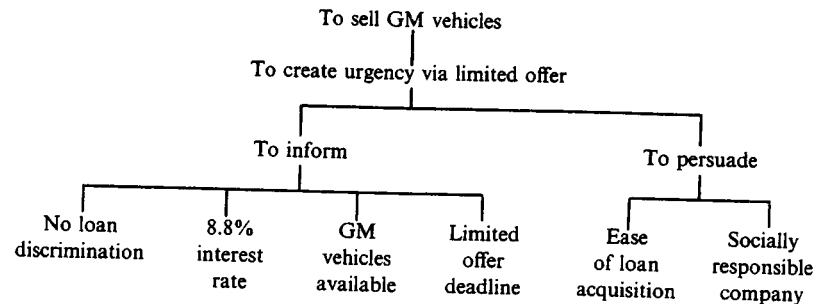 To sell GM vehicles
To create urgency via limited offer
To inform
To persuade
No loan
discrimination
8.8%
interest
rate
GM
vehicles
available
Limited
offer
deadline
Ease
of loan
acquisition
Socially
responsible
company